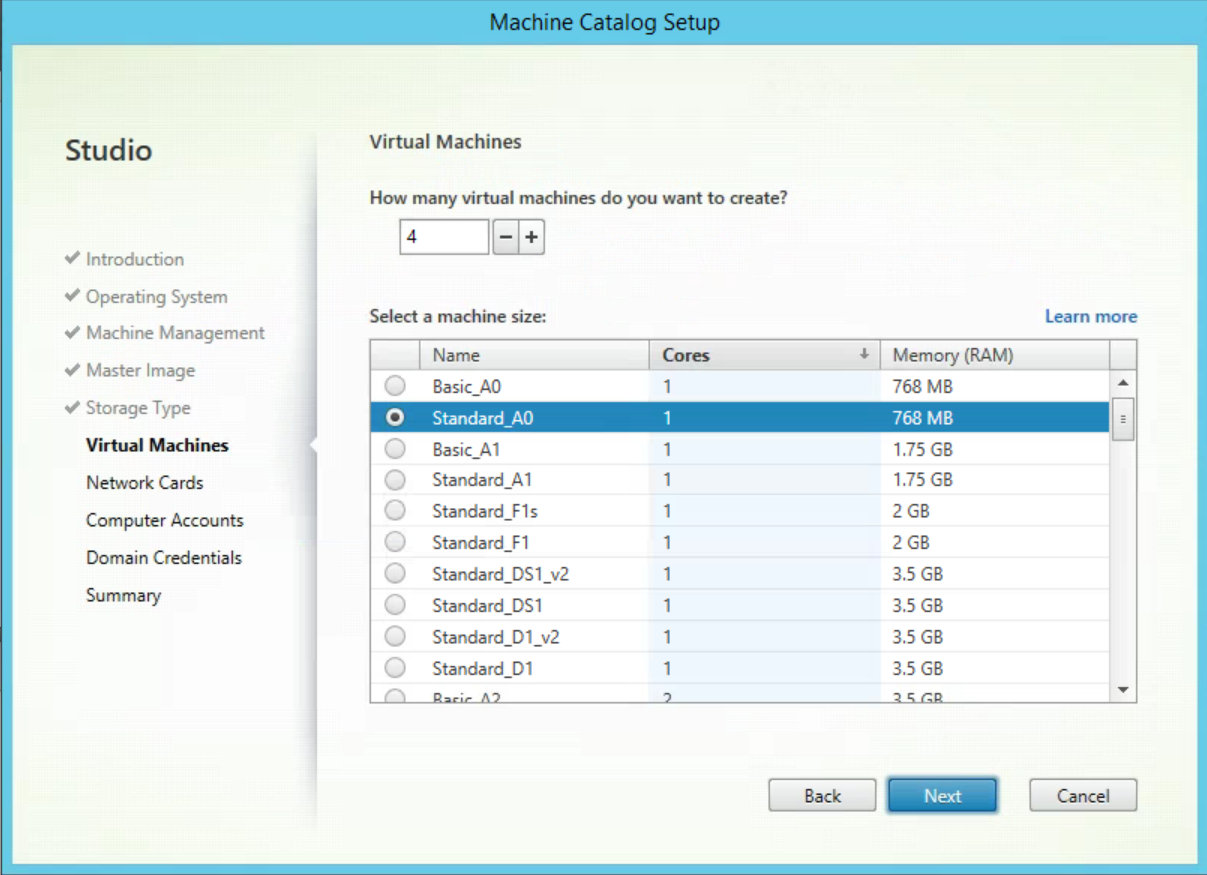 Machine Catalog Setup
Studio
Introduction
Operating System
Machine Management
Master Image
Storage Type
Virtual Machines
Network Cards
Computer Accounts
Domain Credentials
Summary
Virtual Machines
How many virtual machines do you want to create?
4
Select a machine size: Learn more
Name Cores Memory (RAM)
Basic_A0 1 768 MB
Standard_A0 1 768 MB
Basic_A1 1 1.75 GB
Standard_A1 1 1.75 GB
Standard_F1s 1 2 GB
Standard_F1 1 2 GB
Standard_DS1_v2 1 3.5 GB
Standard_DS1 1 3.5 GB
Standard_D1_v2 1 3.5 GB
Standard_D1 1 3.5 GB
Basic_A2 2 3.5 GB
Back Next Cancel